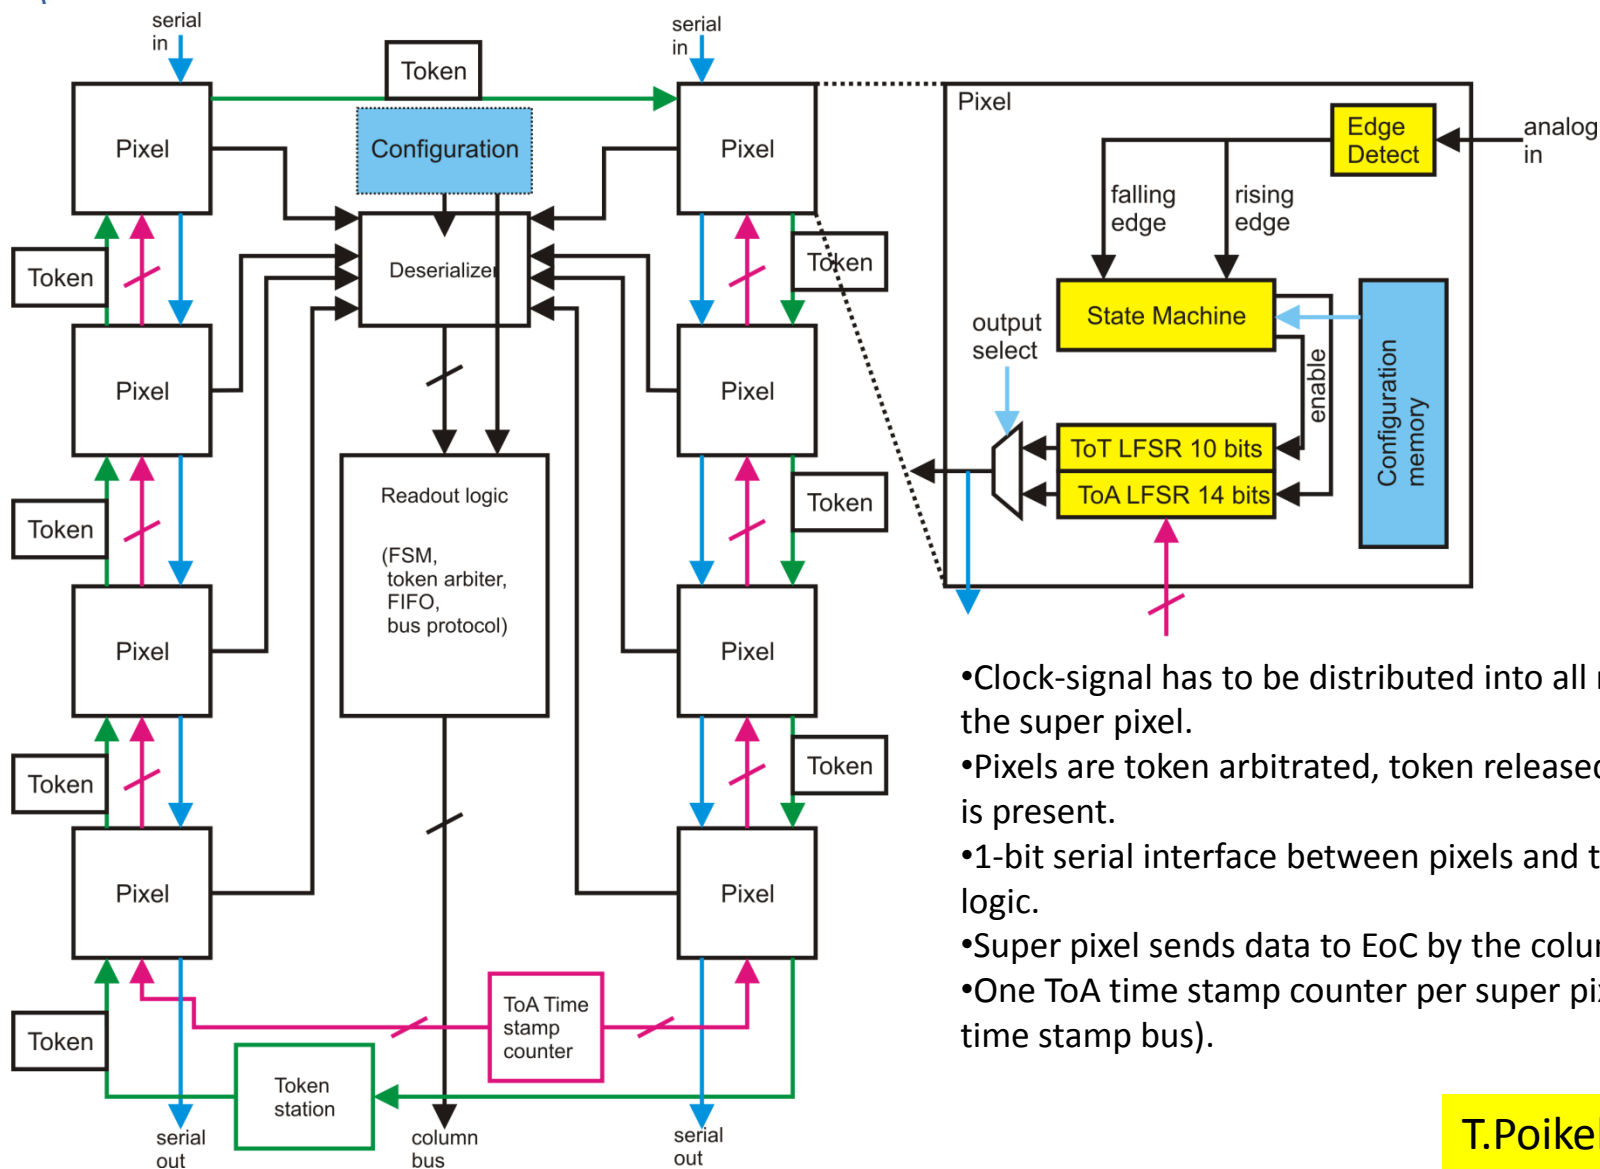 serial
in
serial
in
Token
Pixel
Configuration
Pixel
Deserializer
Token
Token
Pixel
Pixel
Readout logic
(FSM,
token arbiter,
FIFO,
bus protocol)
Token
Token
Pixel
Pixel
Token
Token
Pixel
Pixel
ToA Time
stamp
counter
Token
Token
station
serial
out
column
bus
serial
out
Pixel
Edge
Detect
analog
in
falling
edge
rising
edge
State Machine
output
select
enable
Configuration
memory
ToT LFSR 10 bits
ToA LFSR 14 bits
•Clock-signal has to be distributed into all
the super pixel.
•Pixels are token arbitrated, token released
is present.
•1-bit serial interface between pixels and
logic.
•Super pixel sends data to EoC by the
•One ToA time stamp counter per super
time stamp bus).